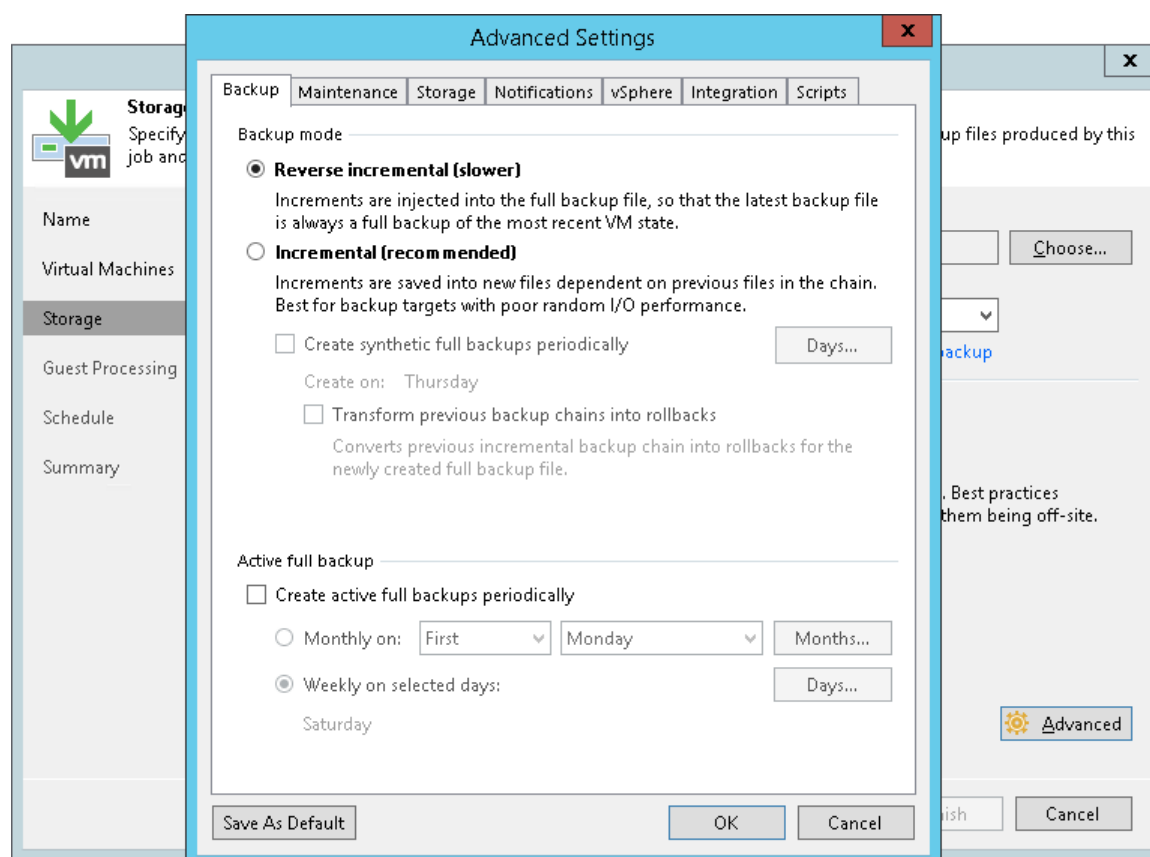 Advanced Settings
x
x
Backup Maintenance Storage Notifications vSphere Integration Scripts
Specify
job and
up files produced by this
vm
Name
Virtual Machines
Storage
Guest Processing
Schedule
Summary
Backup mode
Reverse incremental (slower)
Increments are injected into the full backup file, so that the latest backup file
is always a full backup of the most recent VM state.
Incremental (recommended)
Increments are saved into new files dependent on previous files in the chain.
Best for backup targets with poor random I/O performance.
Create synthetic full backups periodically
Days...
Create on: Thursday
Transform previous backup chains into rollbacks
Converts previous incremental backup chain into rollbacks for the
newly created full backup file.
Active full backup
Create active full backups periodically
Monthly on: First Monday Months...
Weekly on selected days: Days...
Saturday
Save As Default OK Cancel
Choose...
backup
. Best practices
them being off-site.
Advanced
Cancel